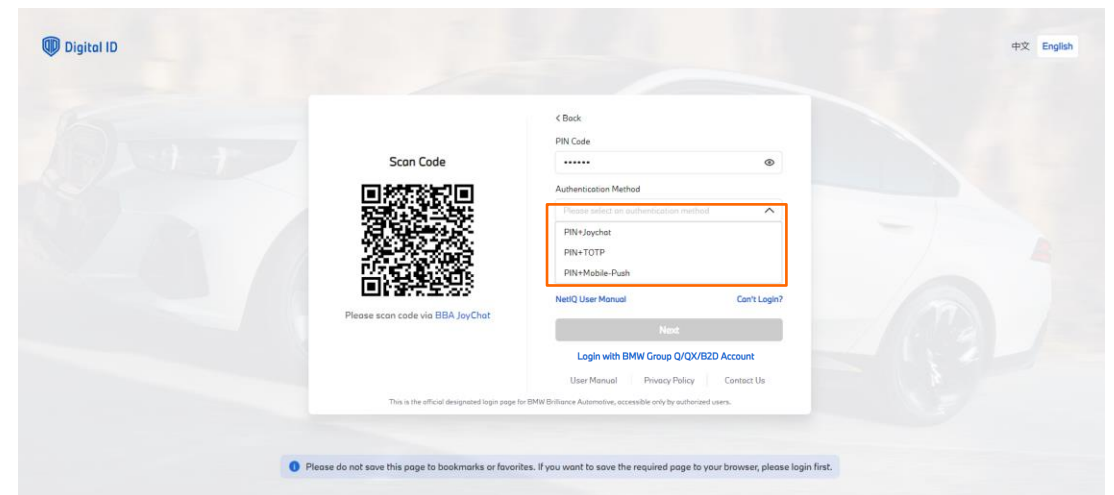 Digital ID
中文 English
Scan Code
Please scan code via BBA JoyChat
< Back
PIN Code
••••••
Authentication Method
Please select an authentication method
PIN+Joychat
PIN+TOTP
PIN+Mobile-Push
NetIQ User Manual Can't Login?
Next
Login with BMW Group Q/QX/B2D Account
User Manual Privacy Policy Contact Us
This is the official designated login page for BMW Brilliance Automotive, accessible only by authorized users.
Please do not save this page to bookmarks or favorites. If you want to save the required page to your browser, please login first.